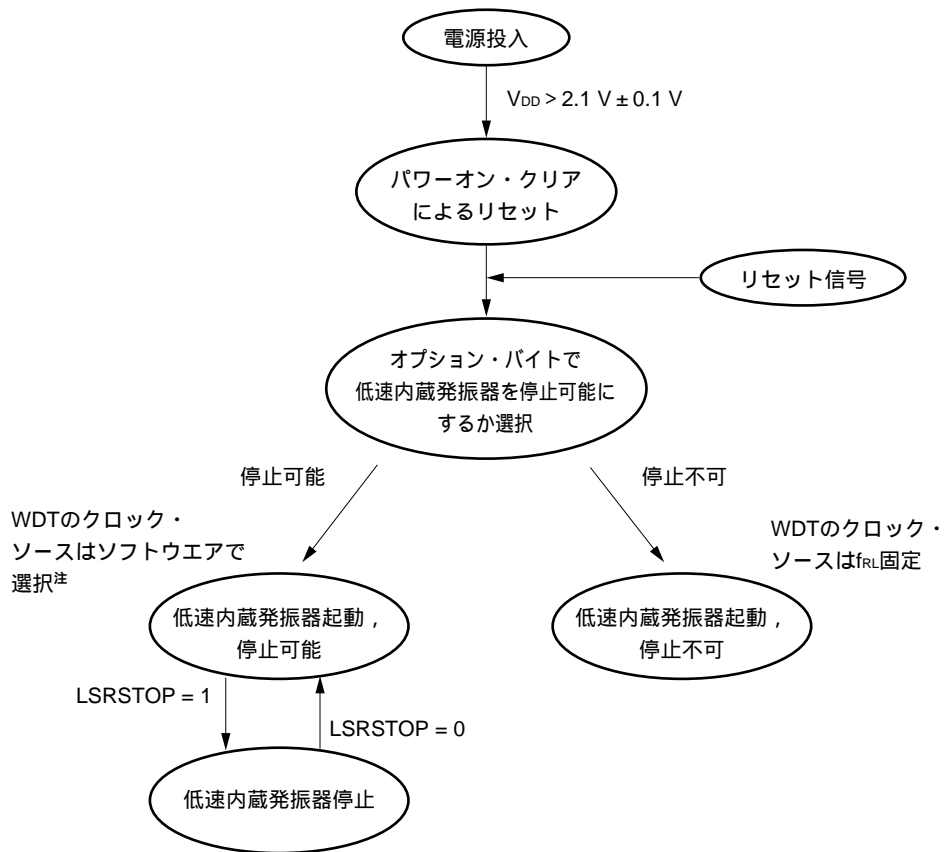 電源投入
VDD > 2.1 V ± 0.1 V
パワーオン・クリア
によるリセット
リセット信号
オプション・バイトで
低速内蔵発振器を停止可能に
するか選択
停止可能
停止不可
WDTのクロック・
ソースはソフトウエアで
選択注
WDTのクロック・
ソースはfRL固定
低速内蔵発振器起動，
停止可能
低速内蔵発振器起動，
停止不可
LSRSTOP = 1
LSRSTOP = 0
低速内蔵発振器停止